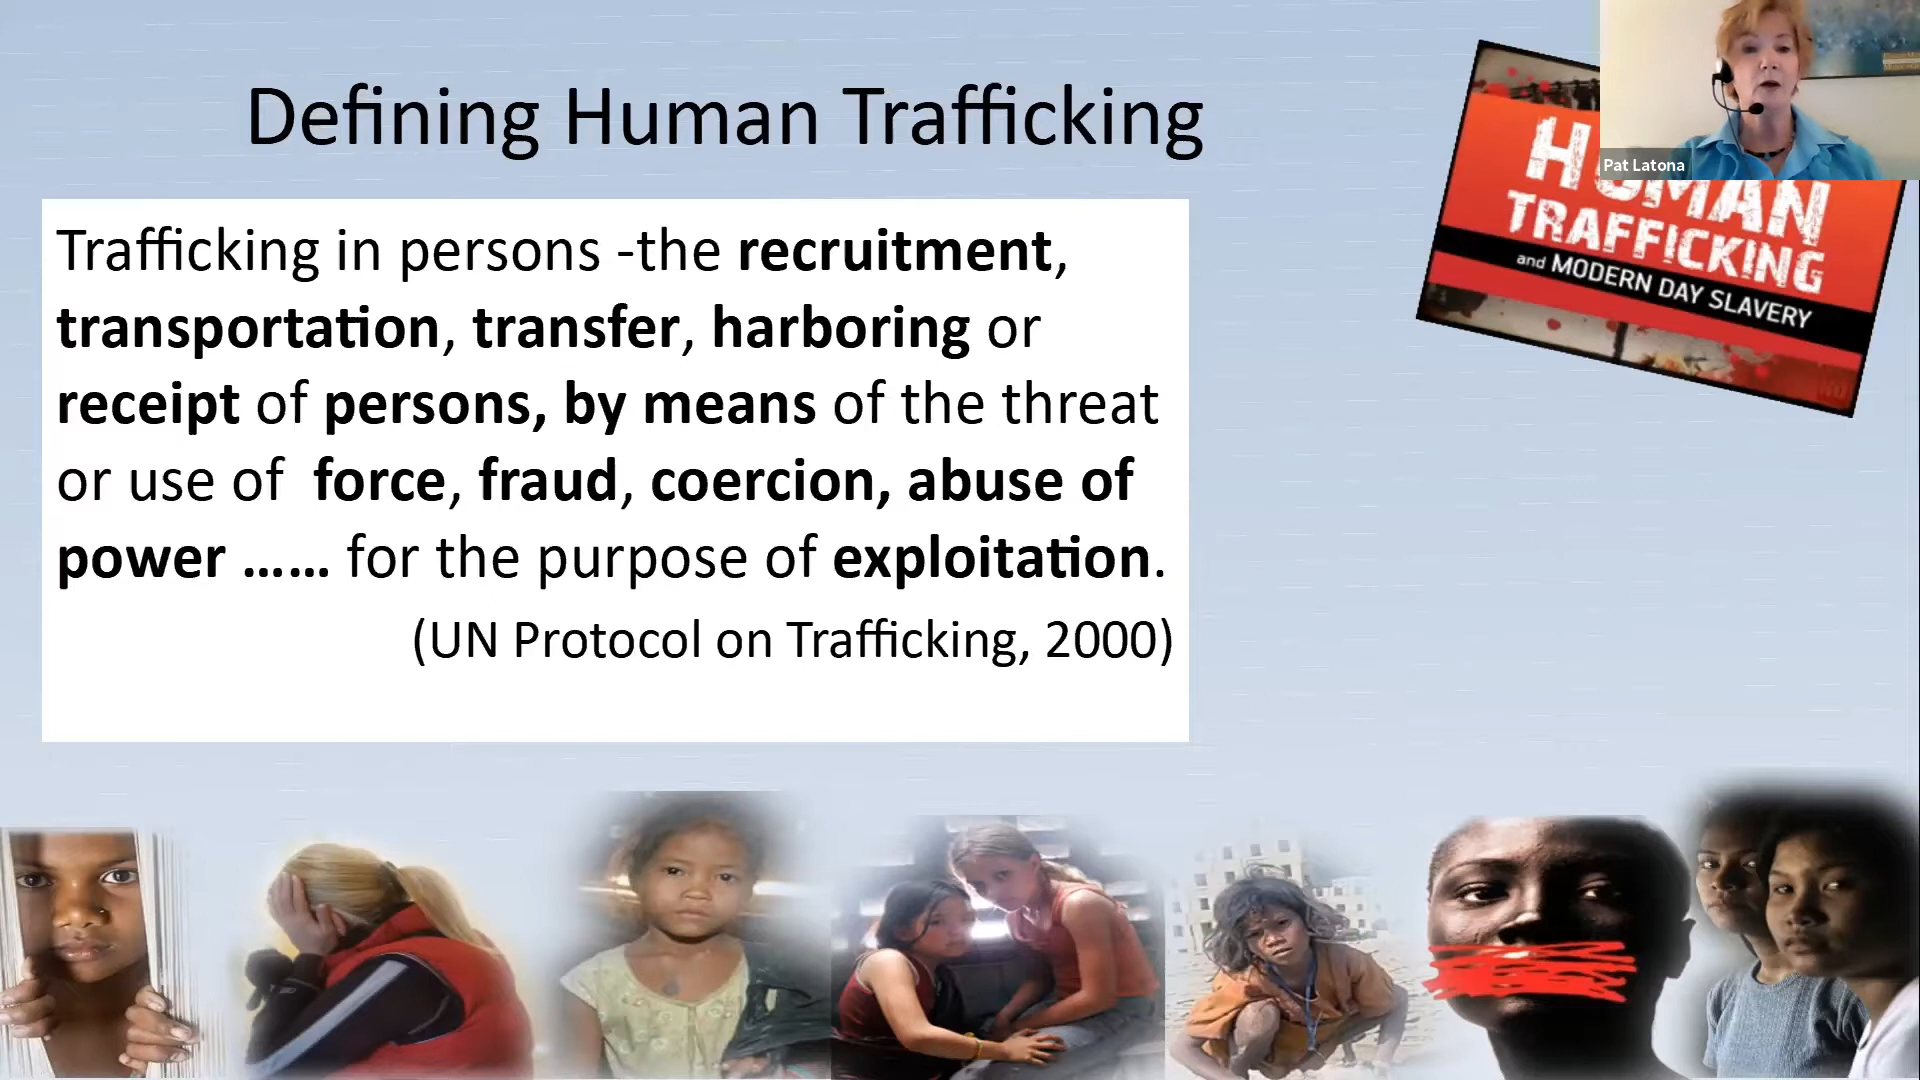 Defining Human Trafficking
Trafficking in persons -the recruitment,
transportation, transfer, harboring or
receipt of persons, by means of the threat
or use of force, fraud, coercion, abuse of
power …… for the purpose of exploitation.
(UN Protocol on Trafficking, 2000)
HUMAN
TRAFFICKING
and MODERN DAY SLAVERY
Pat Latona